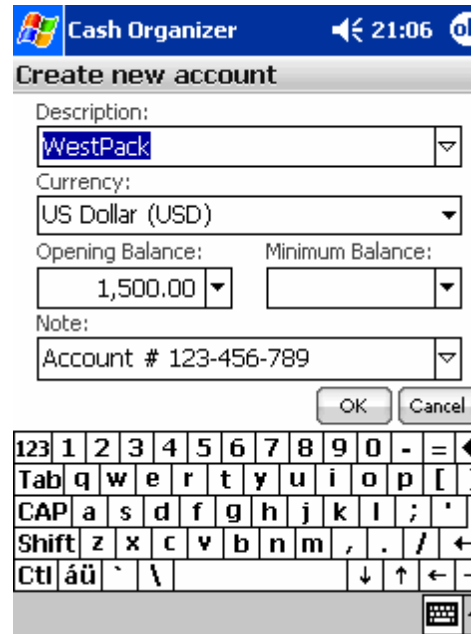 Cash Organizer 21:06 ok
Create new account
Description:
WestPack
Currency:
US Dollar (USD)
Opening Balance: Minimum Balance:
1,500.00
Note:
Account # 123-456-789
OK Cancel
123 1 2 3 4 5 6 7 8 9 0 - =
Tab q w e r t y u i o p [ ]
CAP a s d f g h j k l ; '
Shift z x c v b n m , . / ←
Ctl áü ` \ ↓ ↑ ← →